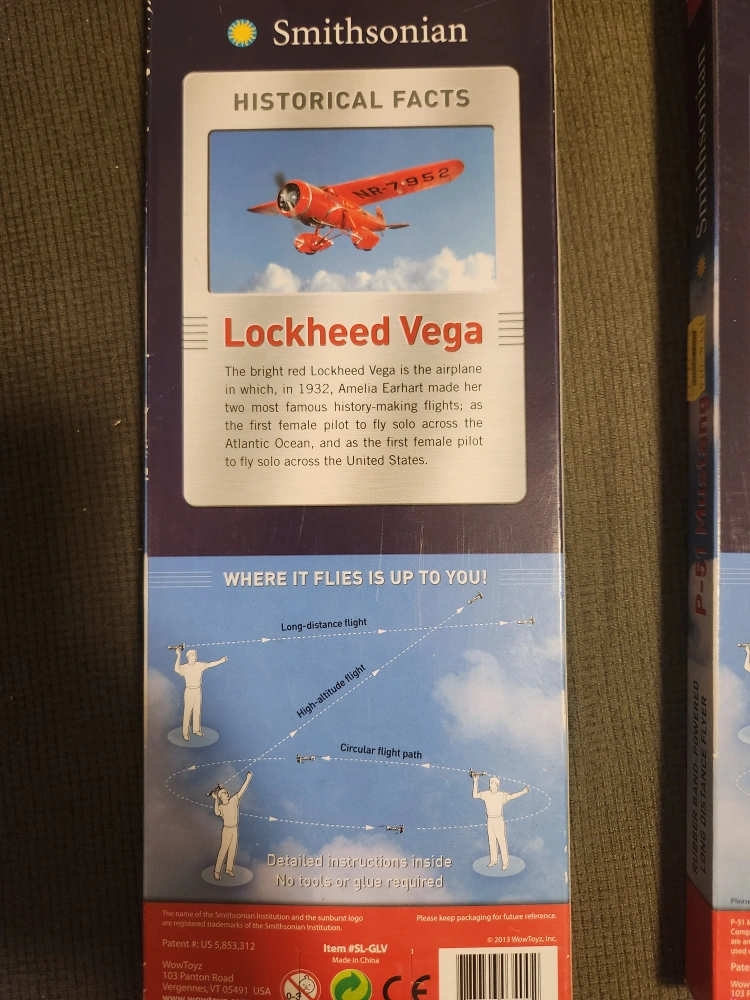 Smithsonian
HISTORICAL FACTS
NR-7952
Lockheed Vega
The bright red Lockheed Vega is the airplane
in which, in 1932, Amelia Earhart made her
two most famous history-making flights; as
the first female pilot to fly solo across the
Atlantic Ocean, and as the first female pilot
to fly solo across the United States.
WHERE IT FLIES IS UP TO YOU!
Long-distance flight
High-altitude flight
Circular flight path
Detailed instructions inside
No tools or glue required
The name of the Smithsonian Institution and the sunburst logo
are registered trademarks of the Smithsonian Institution.
Please keep packaging for future reference.
© 2013 WowToyz, Inc.
Patent #: US 5,853,312
Item #SL-GLV
Made in China
WowToyz
103 Panton Road
Vergennes, VT 05491 USA
0-3
CE
Smithsonian
P-51 Mustang
RUBBER BAND-POWERED
LONG DISTANCE FLYER